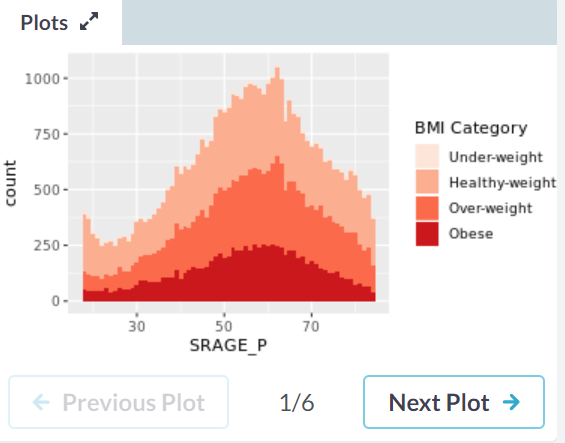 Plots
1000
750
500
250
0
count
30 50 70
SRAGE_P
BMI Category
Under-weight
Healthy-weight
Over-weight
Obese
← Previous Plot
1/6
Next Plot →